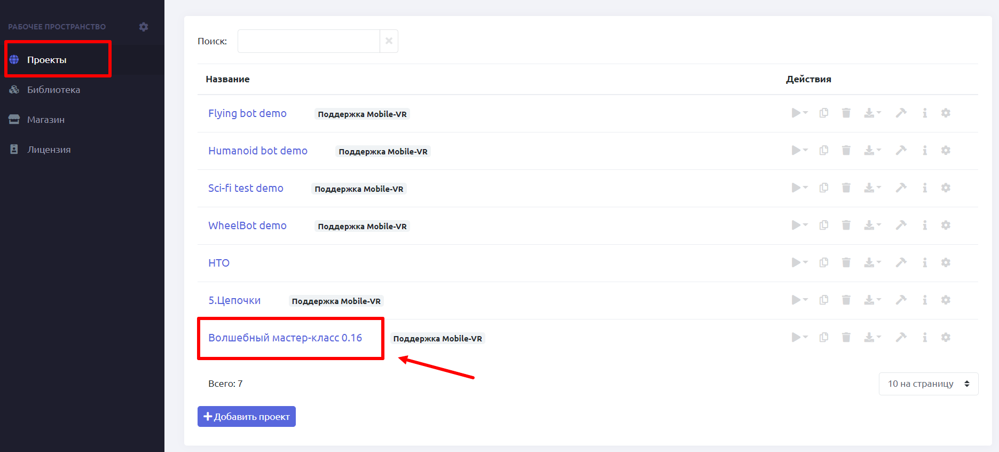 РАБОЧЕЕ ПРОСТРАНСТВО
Проекты
Библиотека
Магазин
Лицензия
Поиск:
Название Действия
Flying bot demo Поддержка Mobile-VR
Humanoid bot demo Поддержка Mobile-VR
Sci-fi test demo Поддержка Mobile-VR
WheelBot demo Поддержка Mobile-VR
НТО
5.Цепочки Поддержка Mobile-VR
Волшебный мастер-класс 0.16 Поддержка Mobile-VR
Всего: 7 10 на страницу
Добавить проект